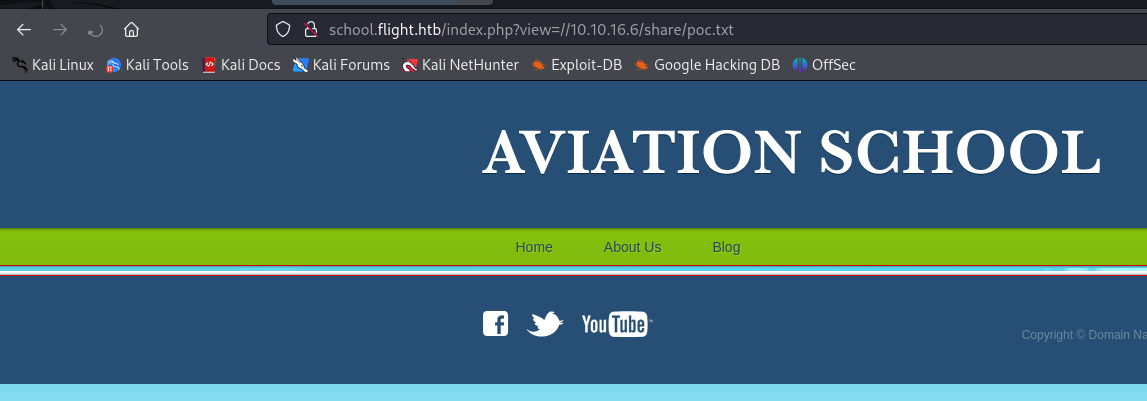 school.flight.htb/index.php?view=//10.10.16.6/share/poc.txt
Kali Linux Kali Tools Kali Docs Kali Forums Kali NetHunter Exploit-DB Google Hacking DB OffSec
AVIATION SCHOOL
Home About Us Blog
YouTube
Copyright © Domain Na